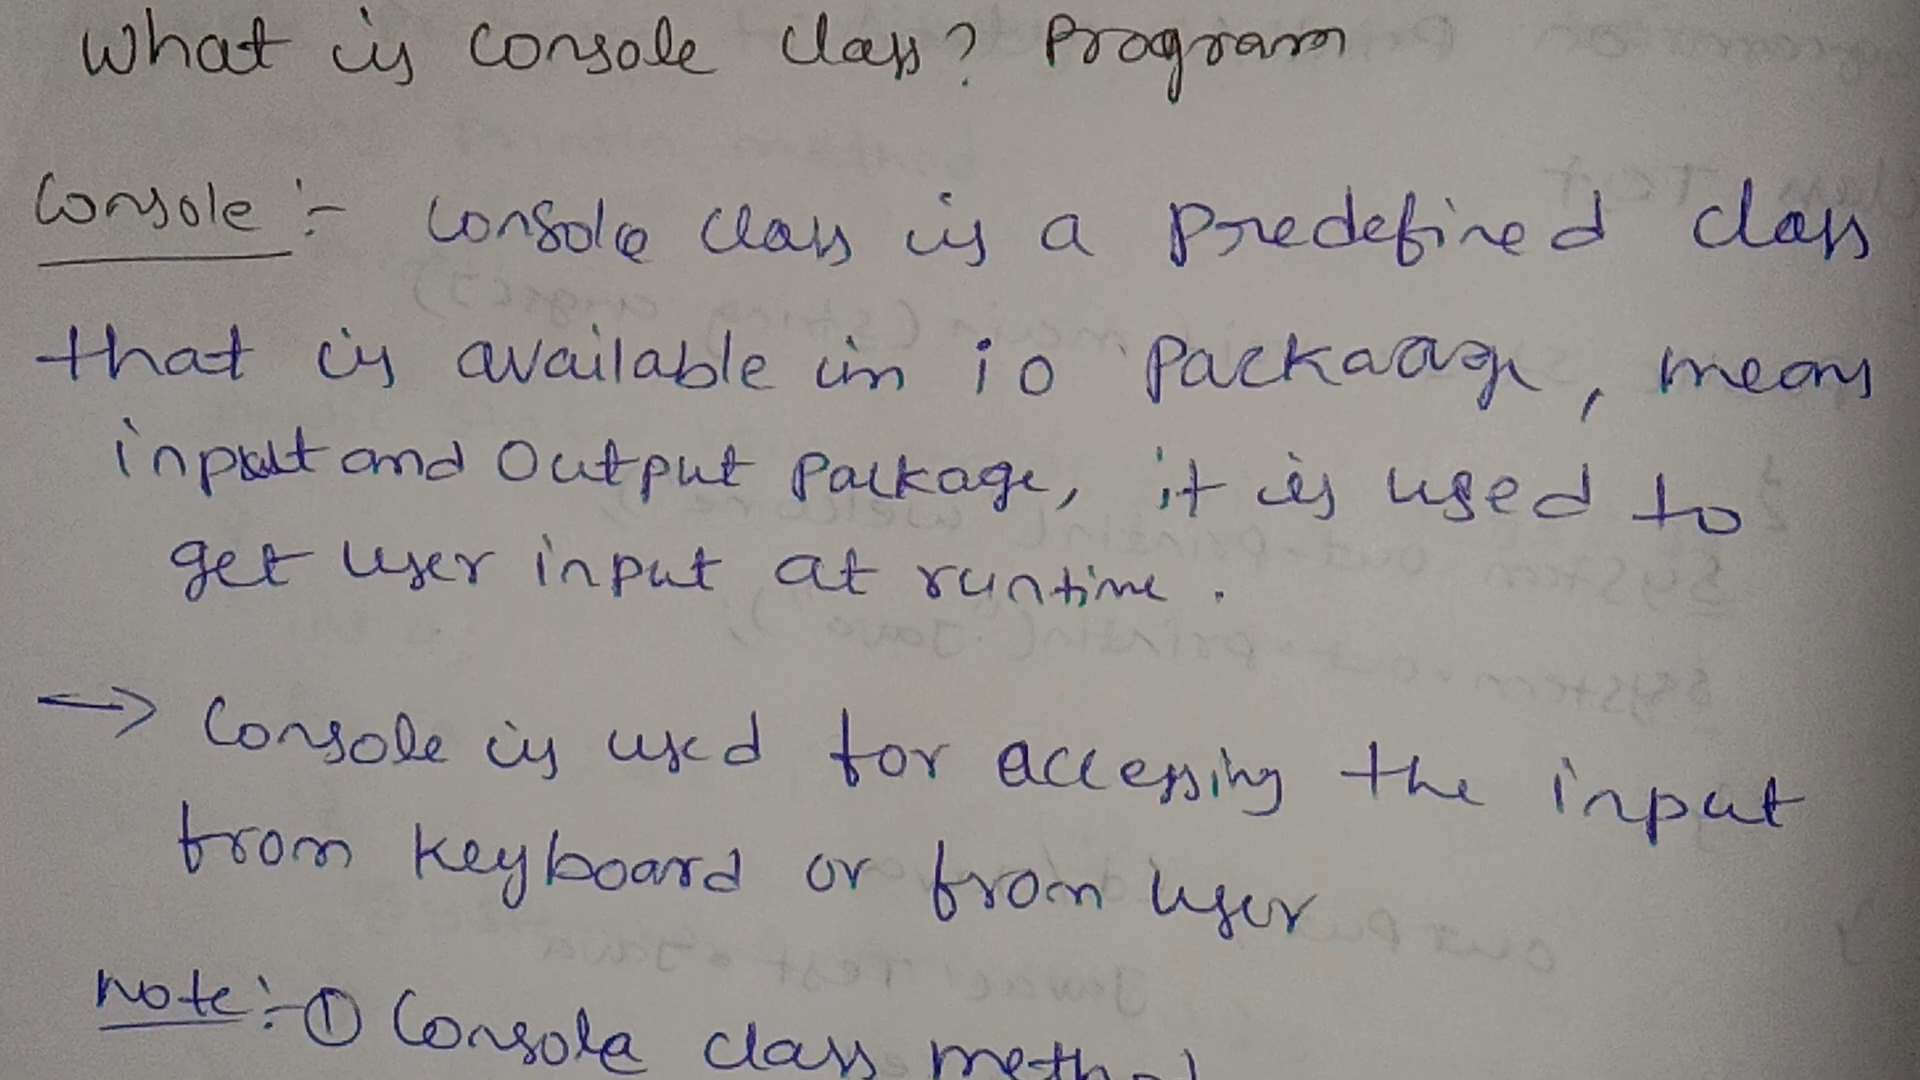 What is console class? Program
Console :- Console class is a predefined class
that is available in io packaage, means
input and output package, it is used to
get user input at runtime.
→ Console is used for accessing the input
from keyboard or from user
Note :- ① Console class method